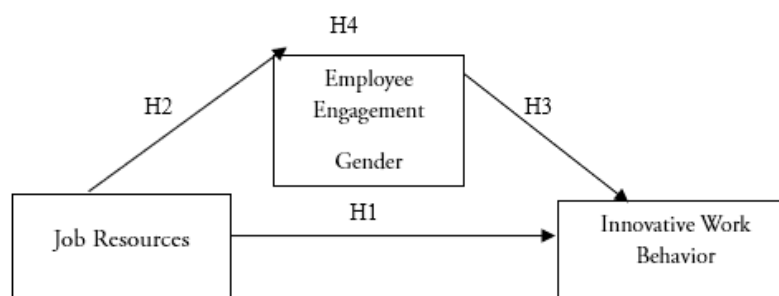 H4
Employee
Engagement
Gender
H2
H3
H1
Job Resources
Innovative Work
Behavior